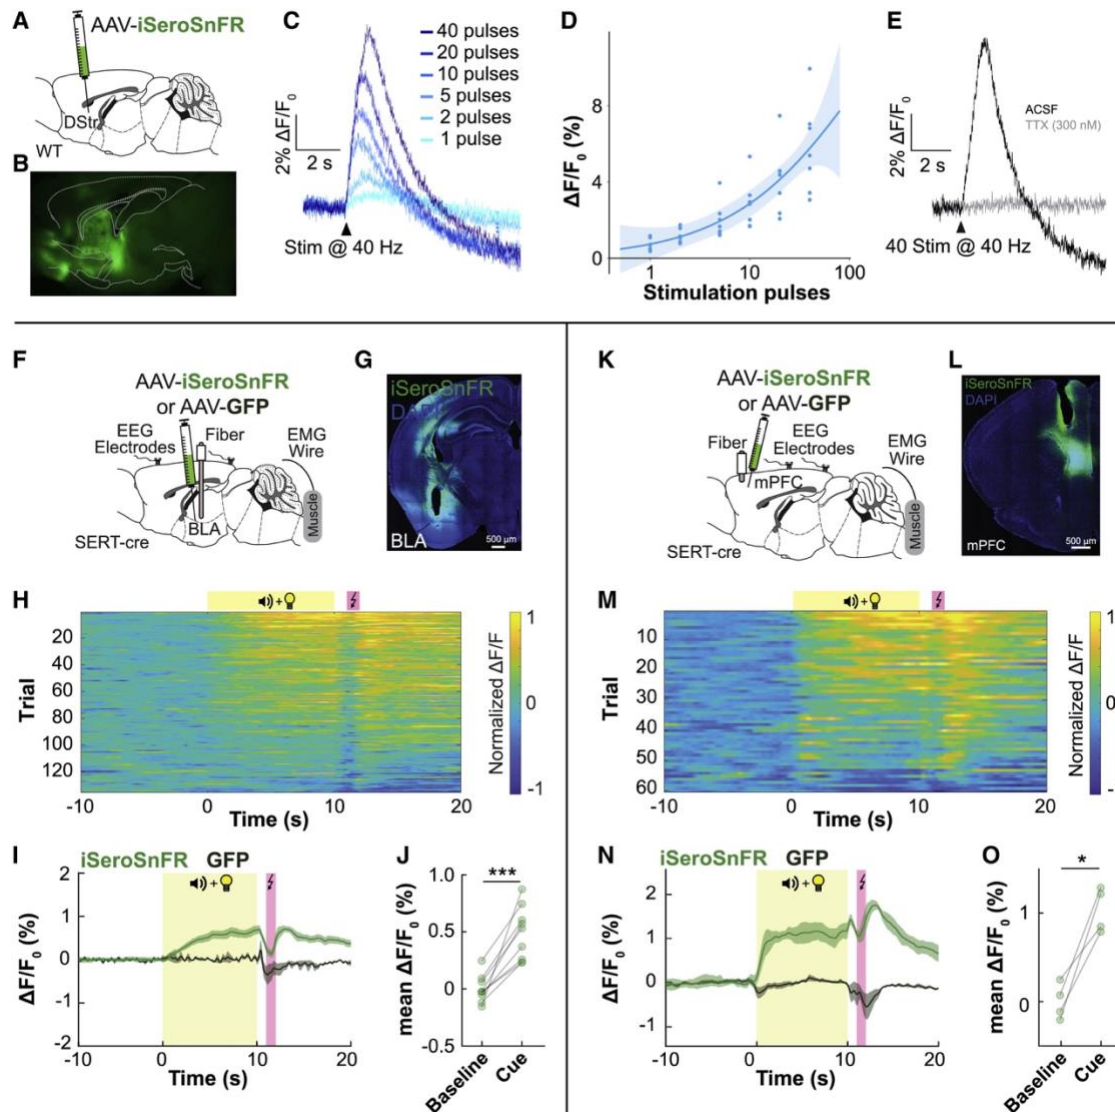 A
AAV-iSeroSnFR
DStr
WT
B
C
40 pulses
20 pulses
10 pulses
5 pulses
2 pulses
1 pulse
2% ΔF/F₀
2 s
Stim @ 40 Hz
D
ΔF/F₀ (%)
8
4
0
1
10
100
Stimulation pulses
E
ACSF
TTX (300 nM)
2% ΔF/F₀
2 s
40 Stim @ 40 Hz
F
AAV-iSeroSnFR
or AAV-GFP
EEG
Electrodes
Fiber
EMG
Wire
BLA
Muscle
SERT-cre
G
iSeroSnFR
DAPI
BLA
500 µm
K
AAV-iSeroSnFR
or AAV-GFP
Fiber
EEG
Electrodes
EMG
Wire
mPFC
Muscle
SERT-cre
L
iSeroSnFR
DAPI
mPFC
500 µm
H
Trial
20
40
60
80
100
120
-10
0
10
20
Time (s)
1
0
-1
Normalized ΔF/F
M
Trial
10
20
30
40
50
60
-10
0
10
20
Time (s)
1
0
-
Normalized ΔF/F
I
iSeroSnFR GFP
ΔF/F₀ (%)
2
1
0
-1
-2
-10
0
10
20
Time (s)
J
***
mean ΔF/F₀ (%)
1.0
0.5
0
-0.5
Baseline
Cue
N
iSeroSnFR GFP
ΔF/F₀ (%)
2
1
0
-1
-10
0
10
20
Time (s)
O
*
mean ΔF/F₀ (%)
1
0
Baseline
Cue